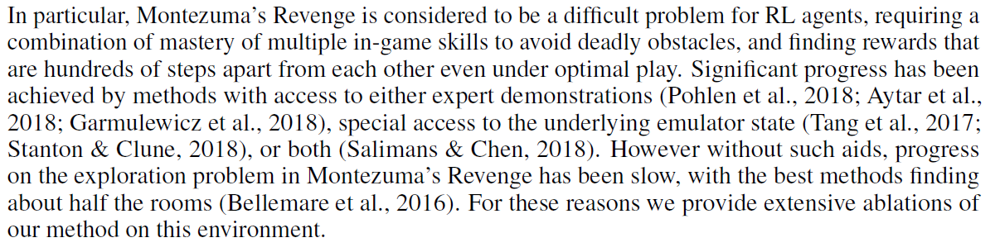 In particular, Montezuma's Revenge is considered to be a difficult problem for RL agents, requiring a
combination of mastery of multiple in-game skills to avoid deadly obstacles, and finding rewards that
are hundreds of steps apart from each other even under optimal play. Significant progress has been
achieved by methods with access to either expert demonstrations (Pohlen et al., 2018; Aytar et al.,
2018; Garmulewicz et al., 2018), special access to the underlying emulator state (Tang et al., 2017;
Stanton & Clune, 2018), or both (Salimans & Chen, 2018). However without such aids, progress
on the exploration problem in Montezuma's Revenge has been slow, with the best methods finding
about half the rooms (Bellemare et al., 2016). For these reasons we provide extensive ablations of
our method on this environment.